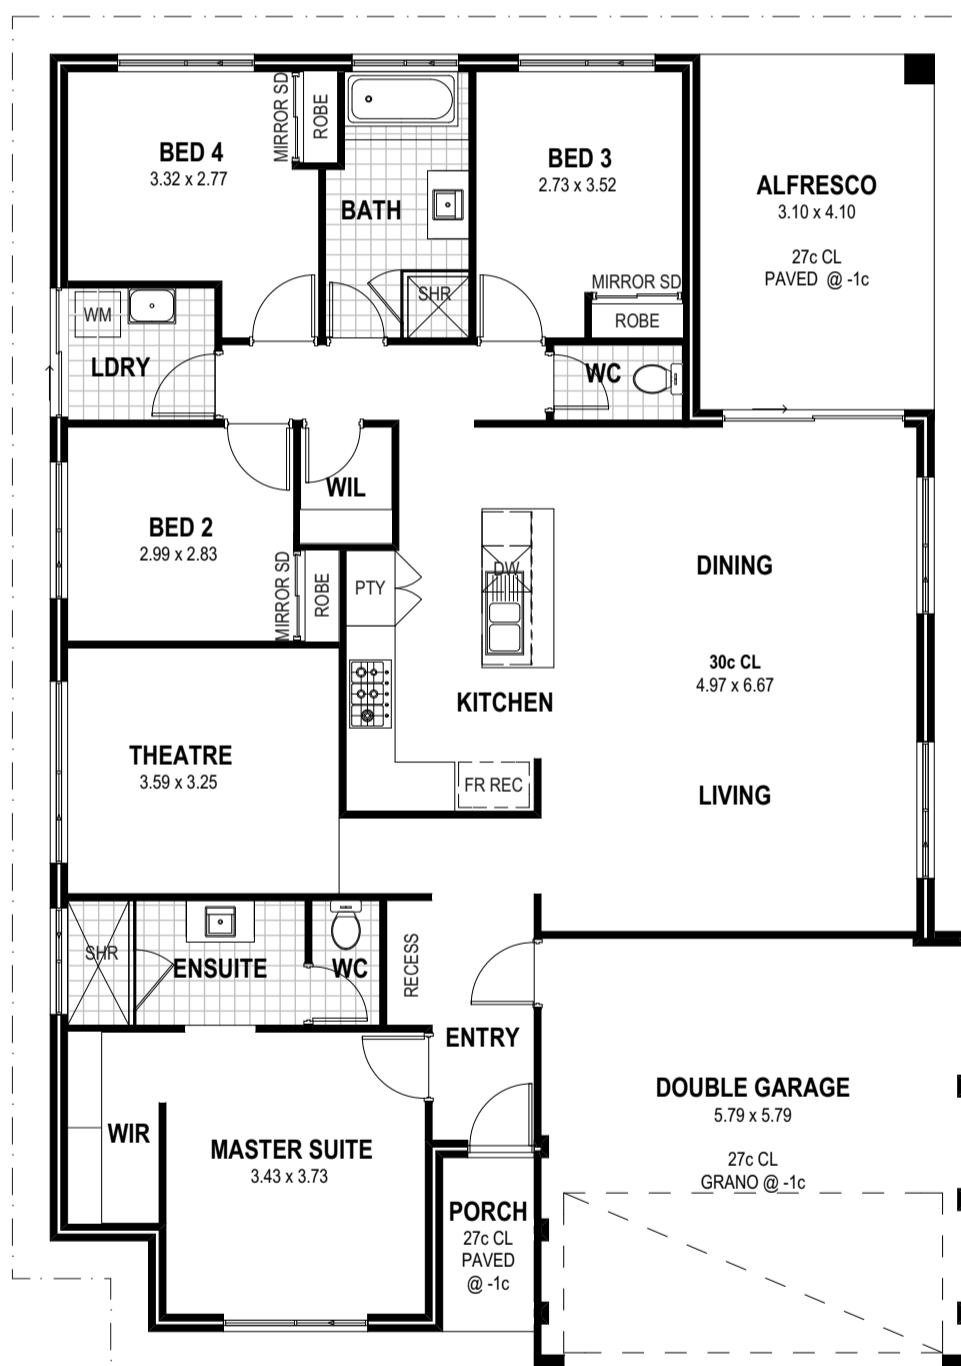 BED 4
3.32 x 2.77
MIRROR SD
ROBE
BATH
SHR
BED 3
2.73 x 3.52
MIRROR SD
ROBE
ALFRESCO
3.10 x 4.10
27c CL
PAVED @ -1c
WM
LDRY
WC
BED 2
2.99 x 2.83
MIRROR SD
ROBE
WIL
PTY
DW
KITCHEN
FR REC
DINING
30c CL
4.97 x 6.67
LIVING
THEATRE
3.59 x 3.25
SHR
ENSUITE
WC
RECESS
ENTRY
WIR
MASTER SUITE
3.43 x 3.73
PORCH
27c CL
PAVED
@ -1c
DOUBLE GARAGE
5.79 x 5.79
27c CL
GRANO @ -1c